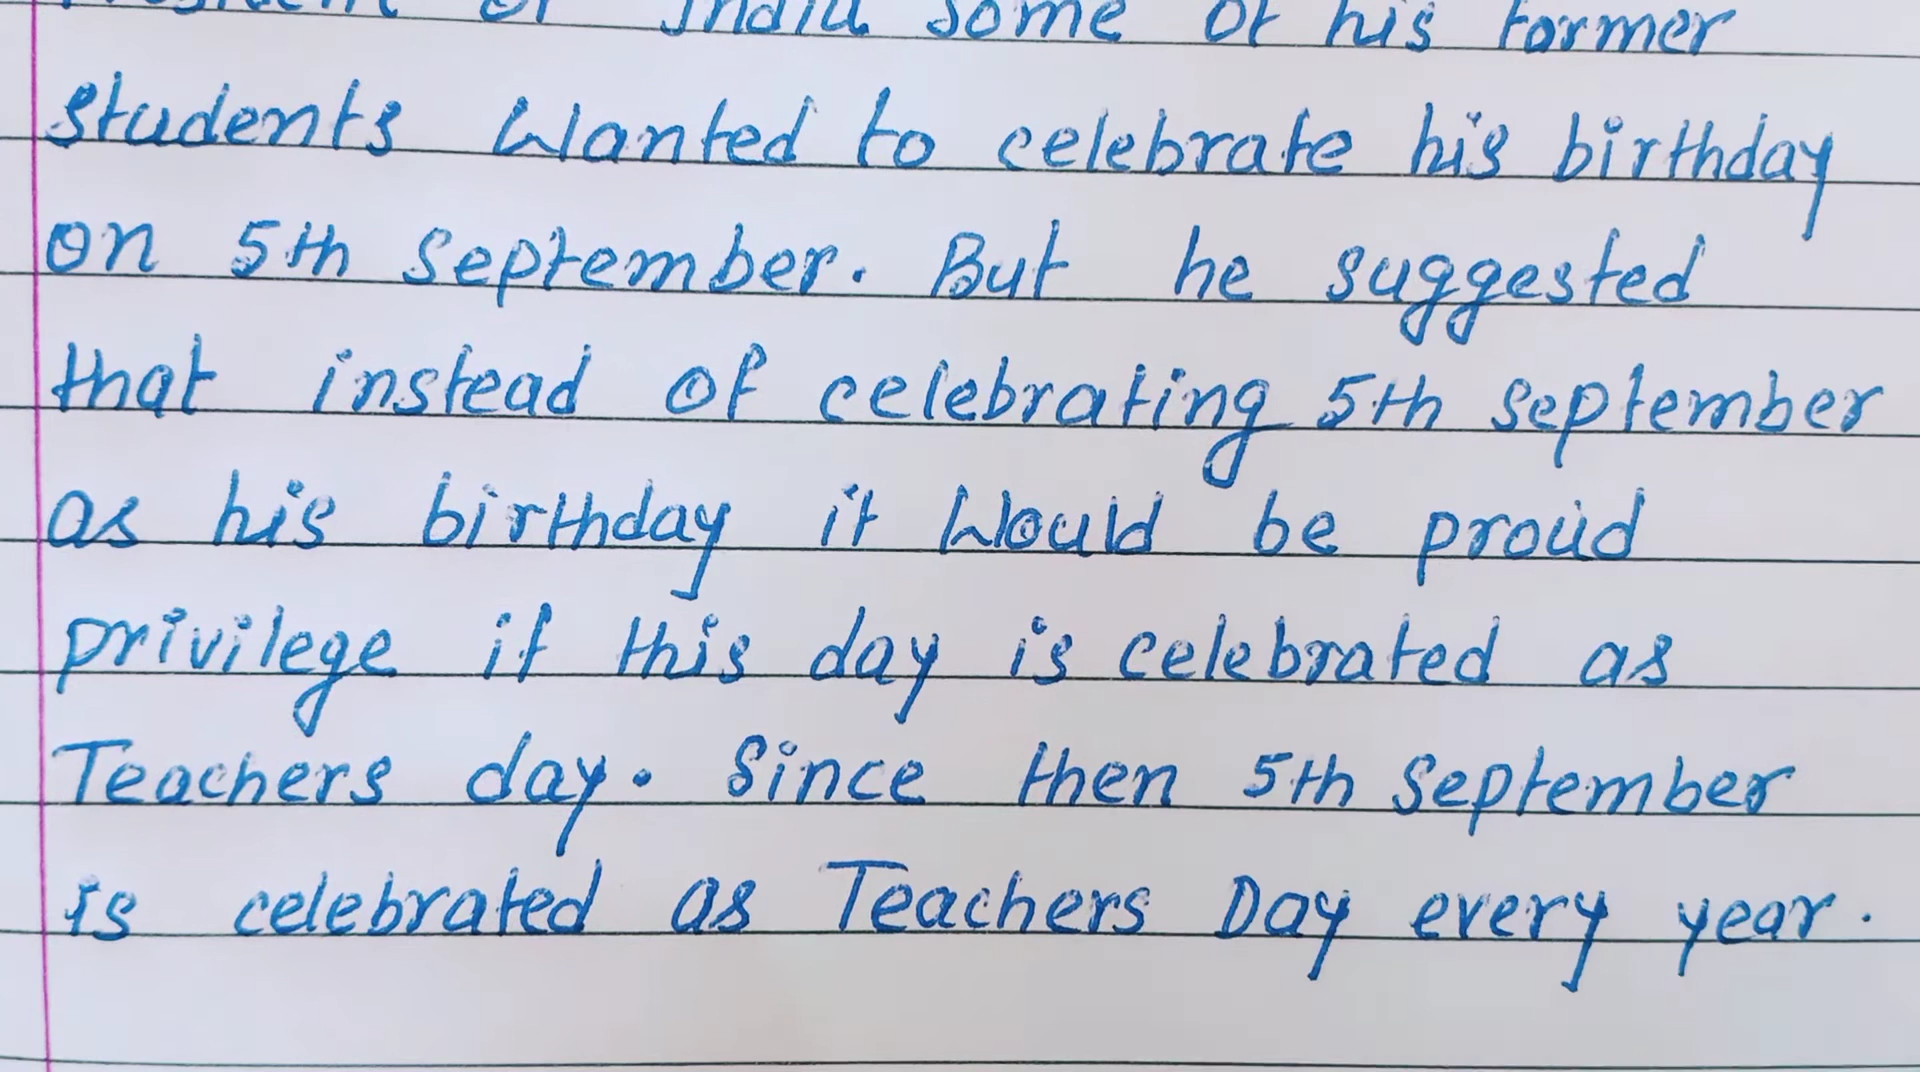 President of India some of his former
students Wanted to celebrate his birthday
on 5th September. But he suggested
that instead of celebrating 5th september
as his birthday it Would be proud
privilege if this day is celebrated as
Teachers day. Since then 5th September
is celebrated as Teachers Day every year.